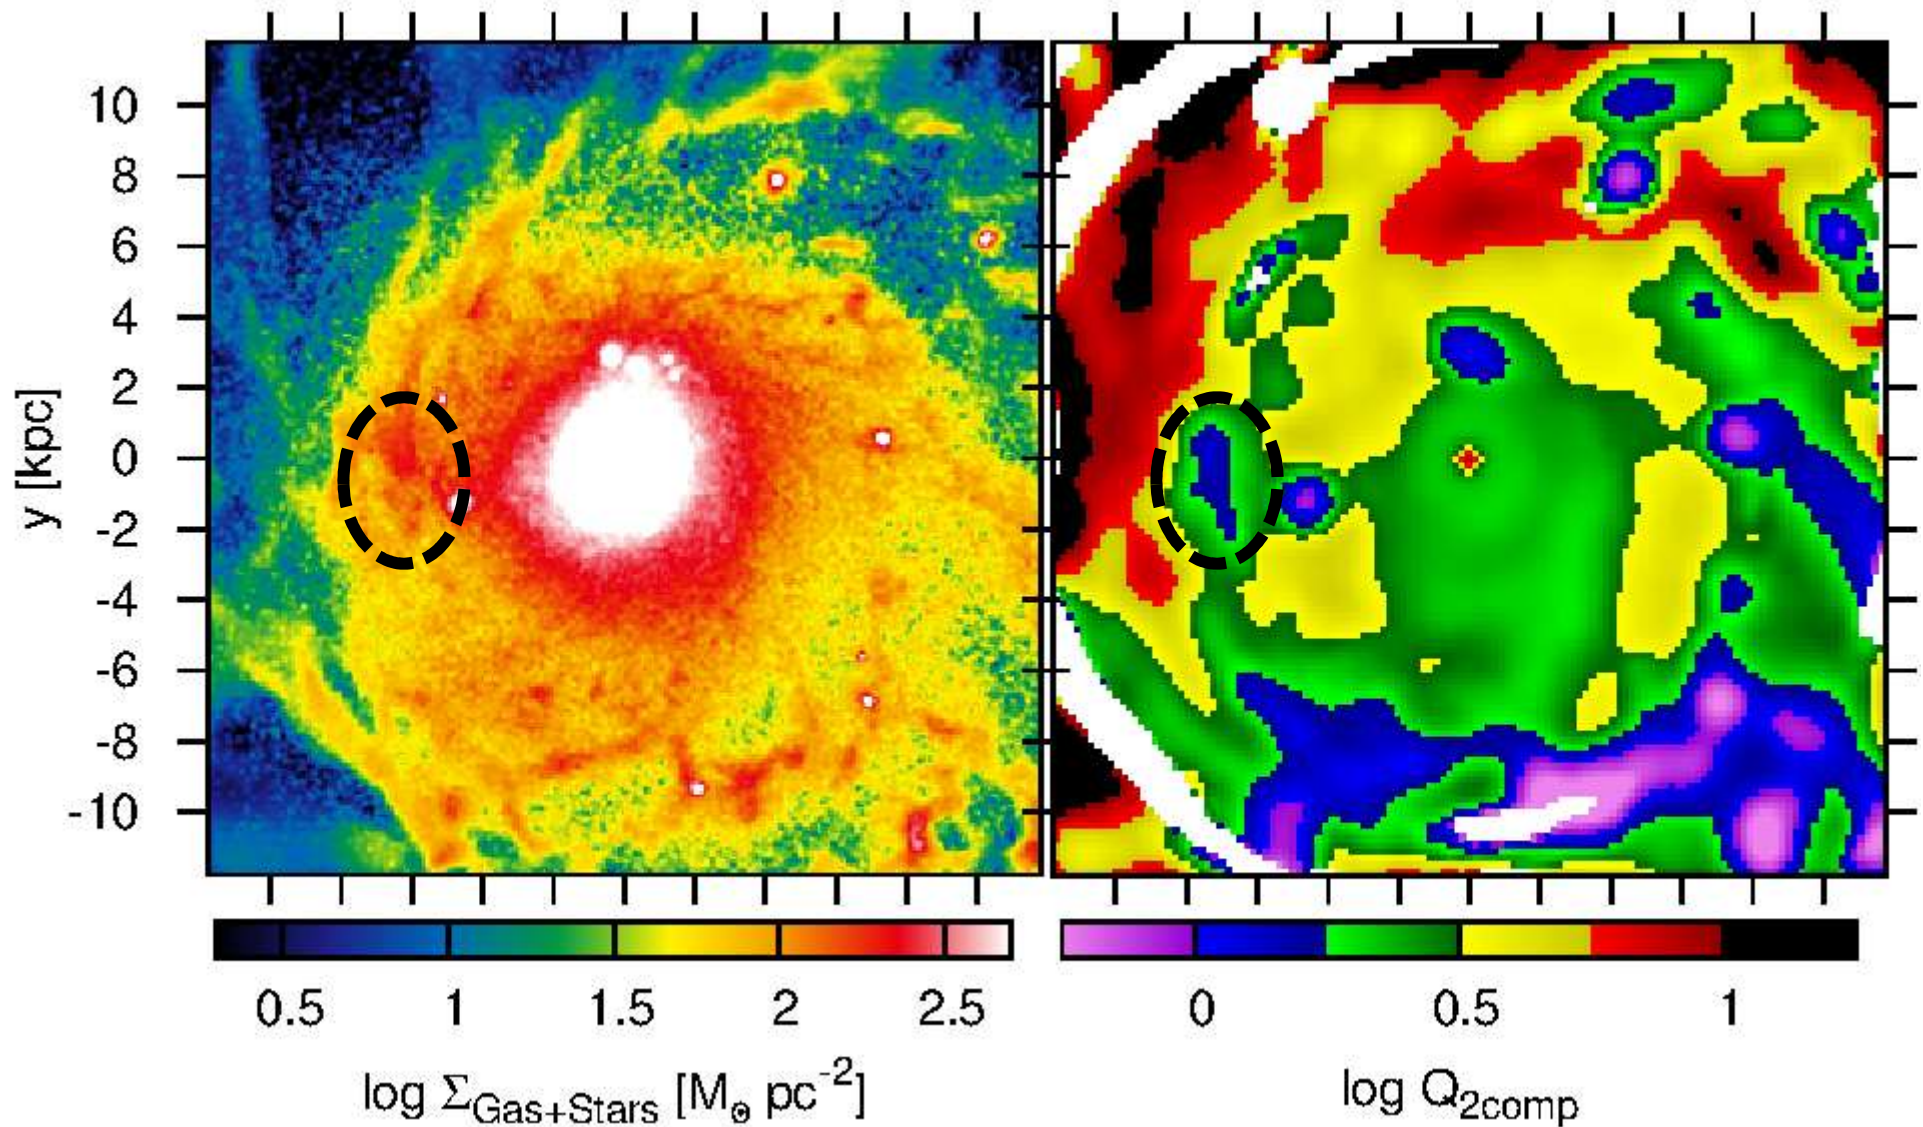 10
8
6
4
2
0
-2
-4
-6
-8
-10
y [kpc]
0.5 1 1.5 2 2.5
0 0.5 1
log Σ_Gas+Stars [M_⊙ pc^-2]
log Q_2comp